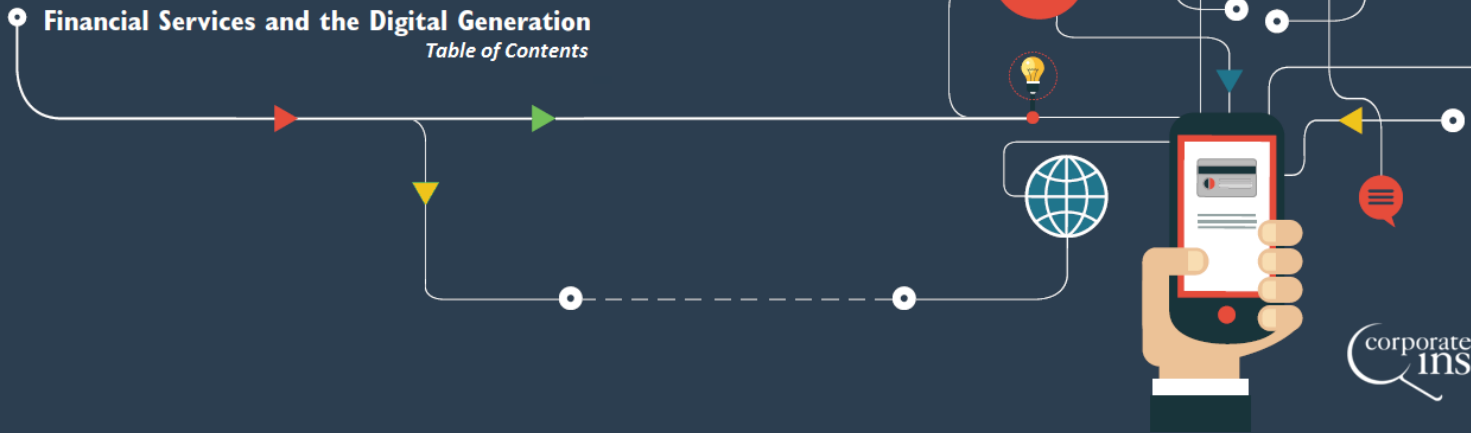 Financial Services and the Digital Generation
Table of Contents
corporate
ins